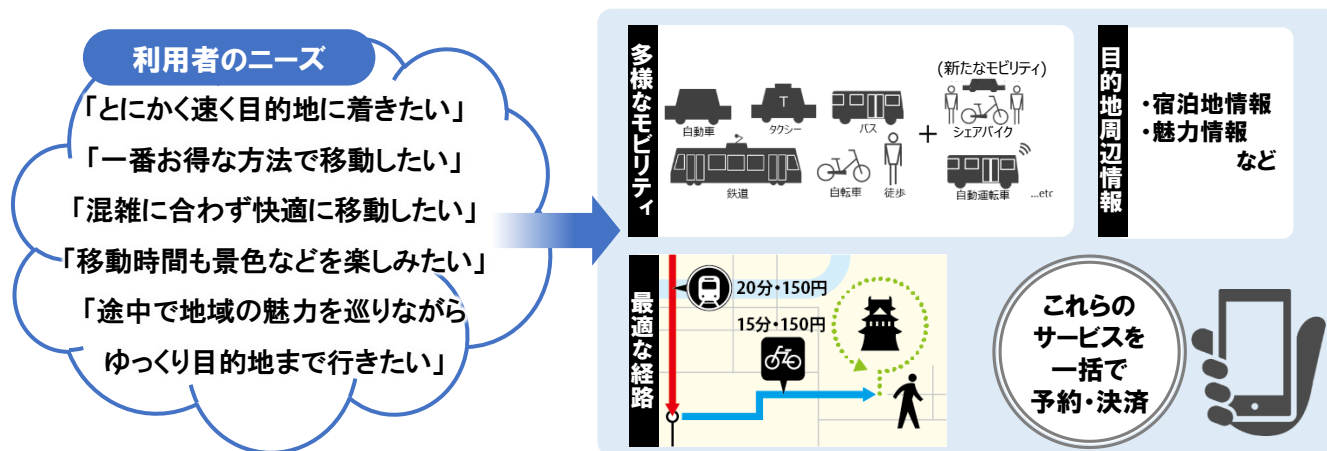 利用者のニーズ
「とにかく速く目的地に着きたい」
「一番お得な方法で移動したい」
「混雑に合わず快適に移動したい」
「移動時間も景色などを楽しみたい」
「途中で地域の魅力を巡りながら
ゆっくり目的地まで行きたい」
多様なモビリティ
自動車
T
タクシー
バス
+
(新たなモビリティ)
シェアバイク
鉄道
自転車
徒歩
自動運転車
...etc
目的地周辺情報
・宿泊地情報
・魅力情報
など
最適な経路
20分・150円
15分・150円
これらの
サービスを
一括で
予約・決済